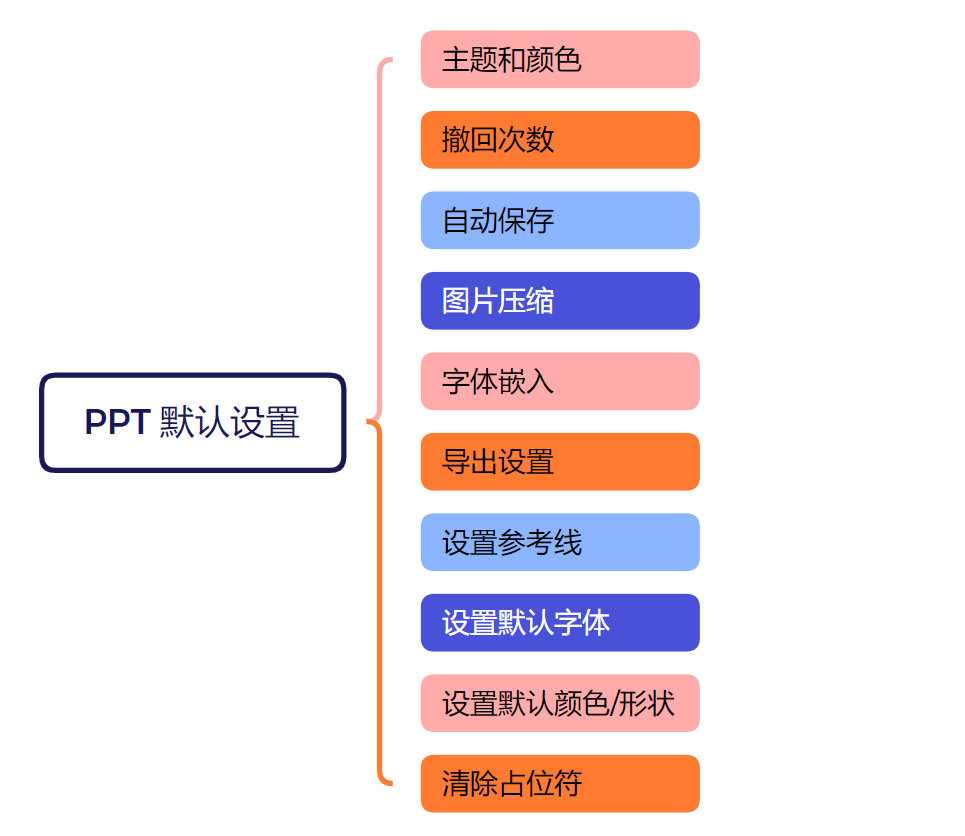 主题和颜色
撤回次数
自动保存
图片压缩
字体嵌入
PPT 默认设置
导出设置
设置参考线
设置默认字体
设置默认颜色/形状
清除占位符